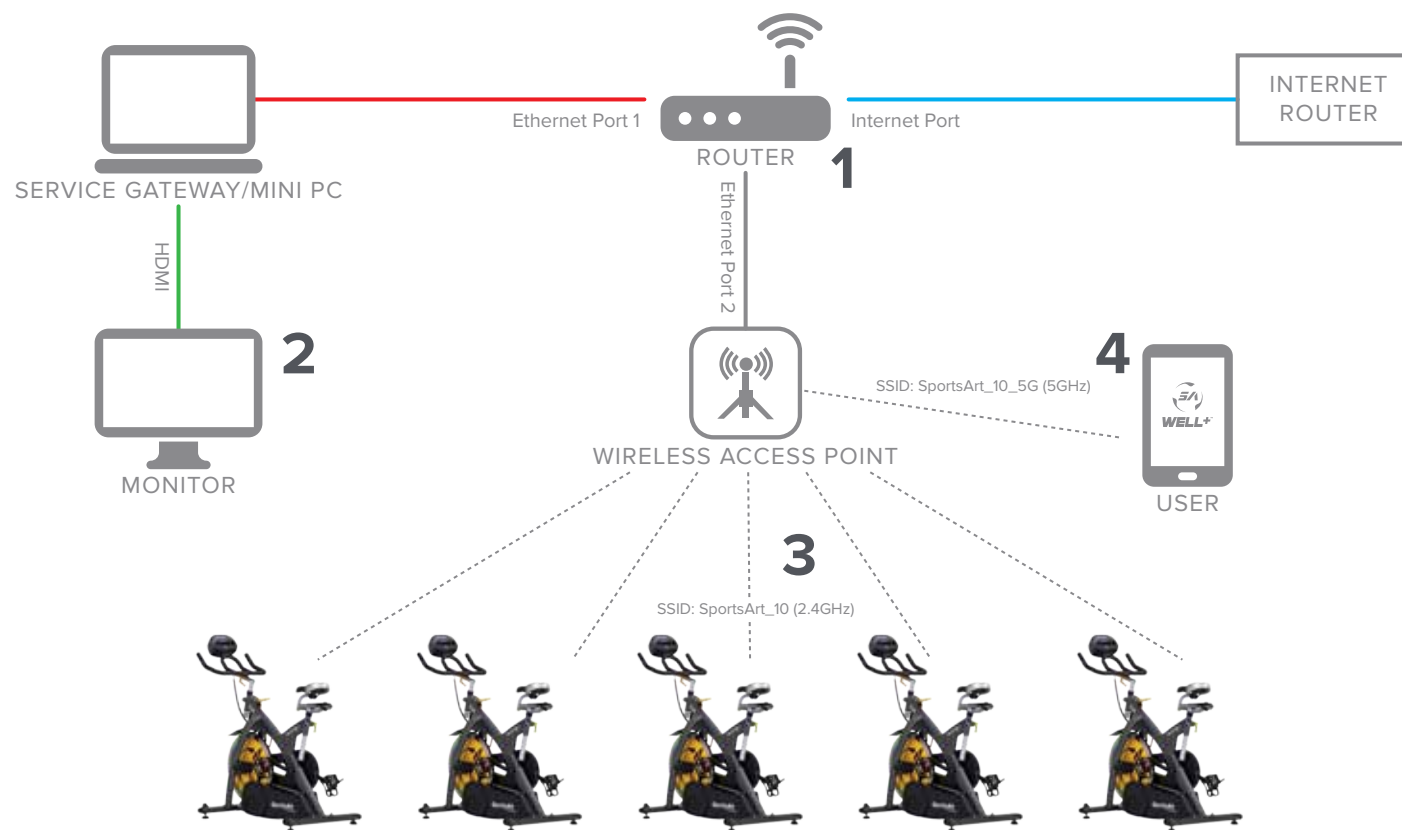 INTERNET
ROUTER
Ethernet Port 1
Internet Port
ROUTER
1
SERVICE GATEWAY/MINI PC
Ethernet Port 2
HDMI
2
MONITOR
WIRELESS ACCESS POINT
4
SSID: SportsArt_10_5G (5GHz)
SA
WELL+
USER
3
SSID: SportsArt_10 (2.4GHz)